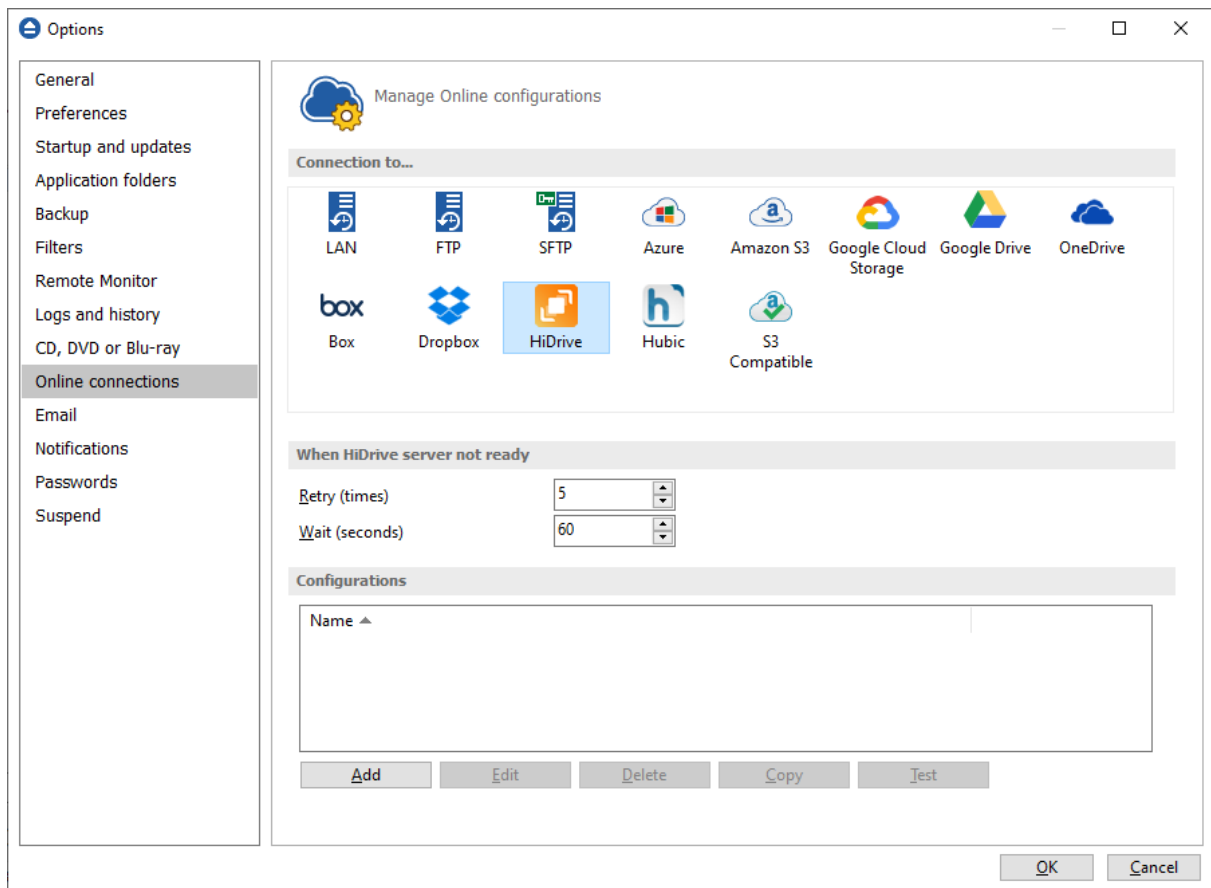 Options
General
Preferences
Startup and updates
Application folders
Backup
Filters
Remote Monitor
Logs and history
CD, DVD or Blu-ray
Online connections
Email
Notifications
Passwords
Suspend
Manage Online configurations
Connection to...
LAN
FTP
SFTP
Azure
Amazon S3
Google Cloud
Storage
Google Drive
OneDrive
box
Box
Dropbox
HiDrive
h
Hubic
S3
Compatible
When HiDrive server not ready
Retry (times)
5
Wait (seconds)
60
Configurations
Name
Add
Edit
Delete
Copy
Test
OK
Cancel